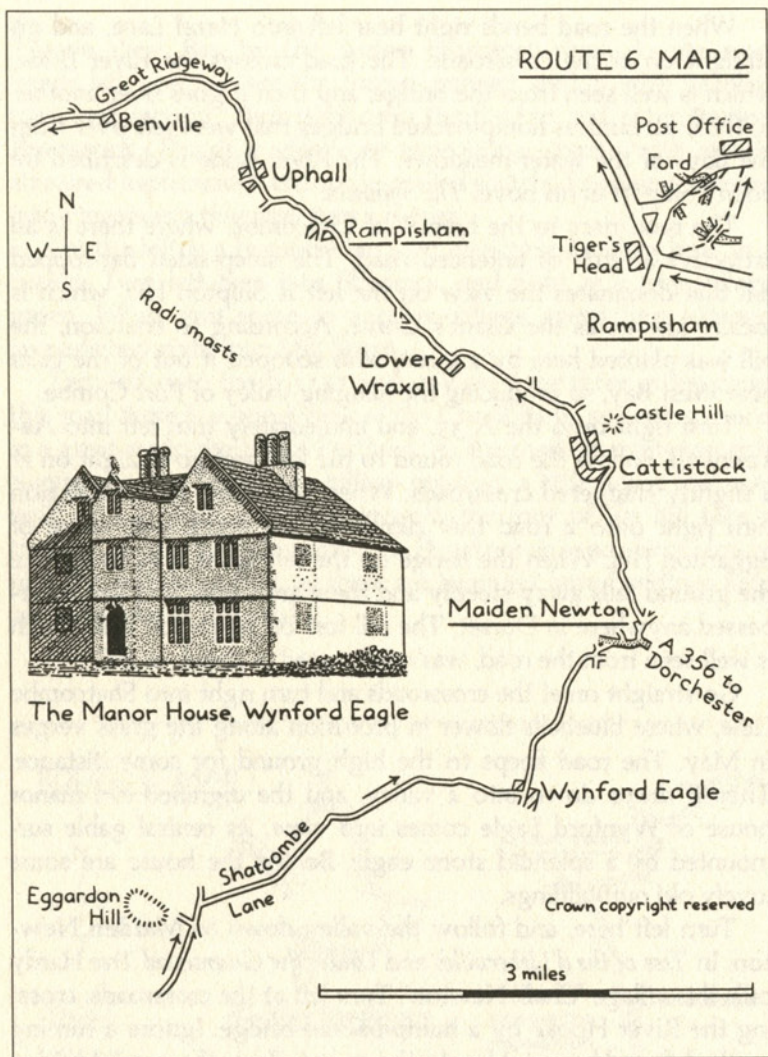 ROUTE 6 MAP 2
Great Ridgeway
Benville
Post Office
Ford
Uphall
N
W E
S
Rampisham
Tiger's
Head
Rampisham
Radio masts
Lower
Wraxall
Castle Hill
Cattistock
Maiden Newton
A 356 to
Dorchester
The Manor House, Wynford Eagle
Wynford Eagle
Shatcombe
Lane
Eggardon
Hill
Crown copyright reserved
3 miles